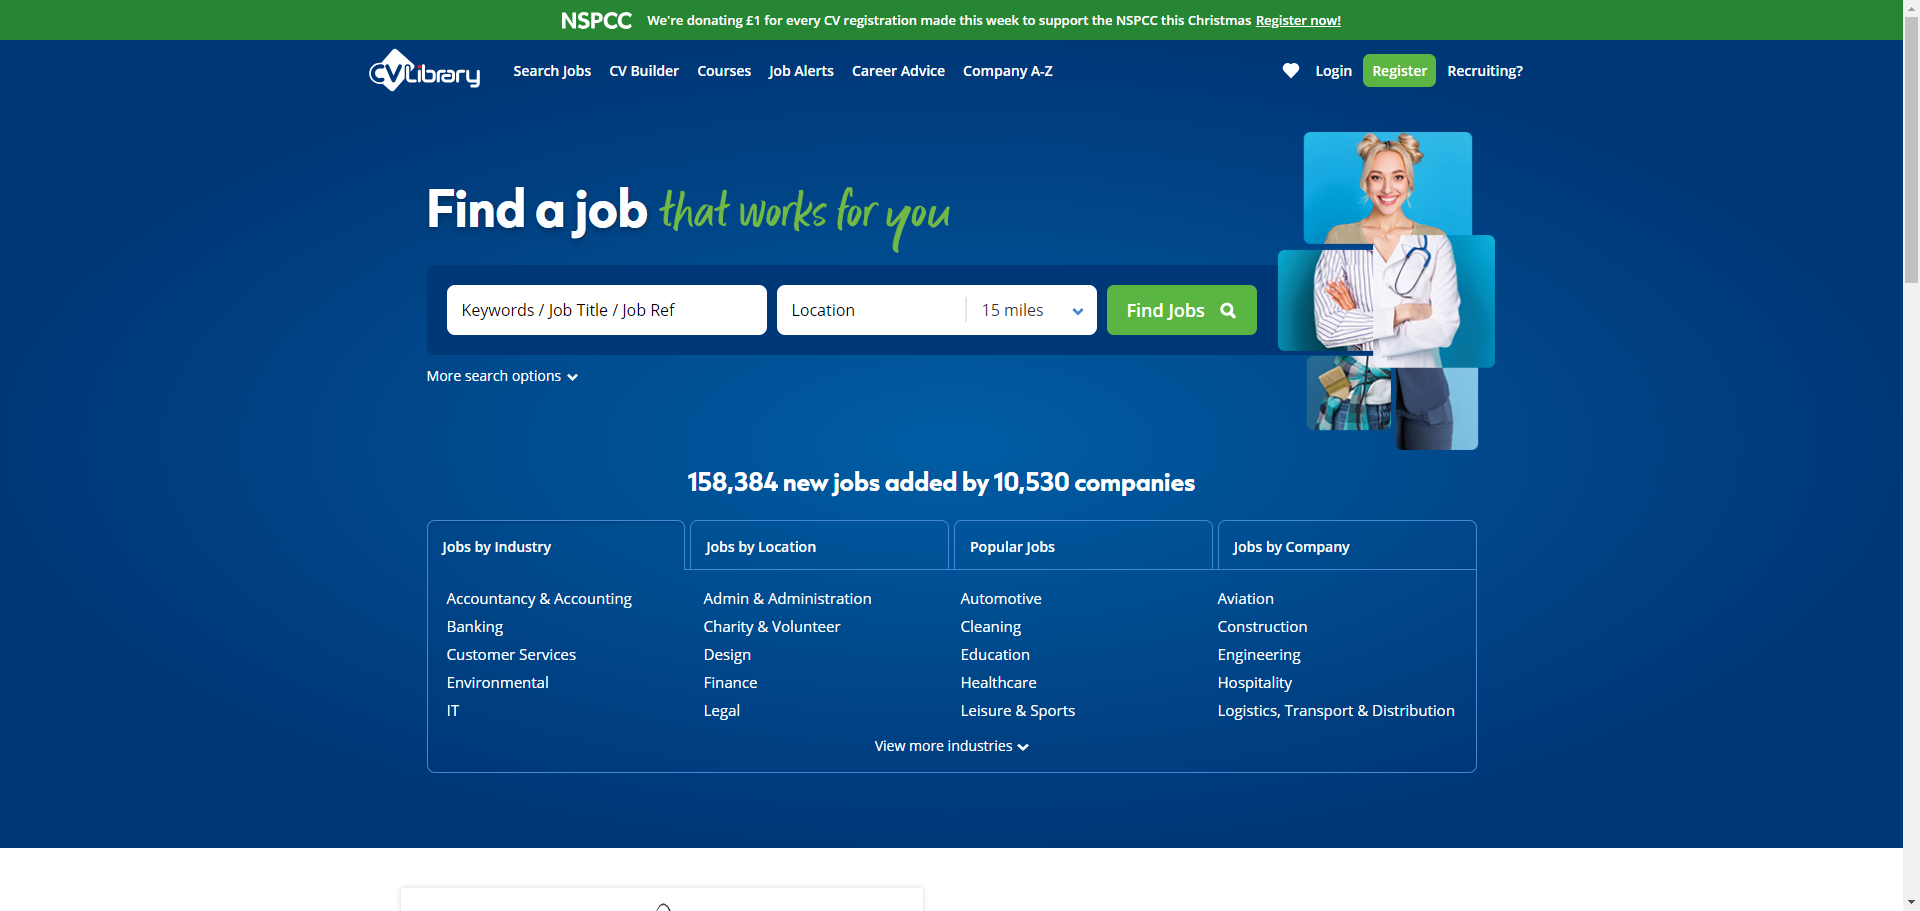 NSPCC We're donating £1 for every CV registration made this week to support the NSPCC this Christmas Register now!
CVLibrary Search Jobs CV Builder Courses Job Alerts Career Advice Company A-Z Login Register Recruiting?
Find a job that works for you
Keywords / Job Title / Job Ref Location 15 miles Find Jobs
More search options
158,384 new jobs added by 10,530 companies
Jobs by Industry Jobs by Location Popular Jobs Jobs by Company
Accountancy & Accounting Admin & Administration Automotive Aviation
Banking Charity & Volunteer Cleaning Construction
Customer Services Design Education Engineering
Environmental Finance Healthcare Hospitality
IT Legal Leisure & Sports Logistics, Transport & Distribution
View more industries